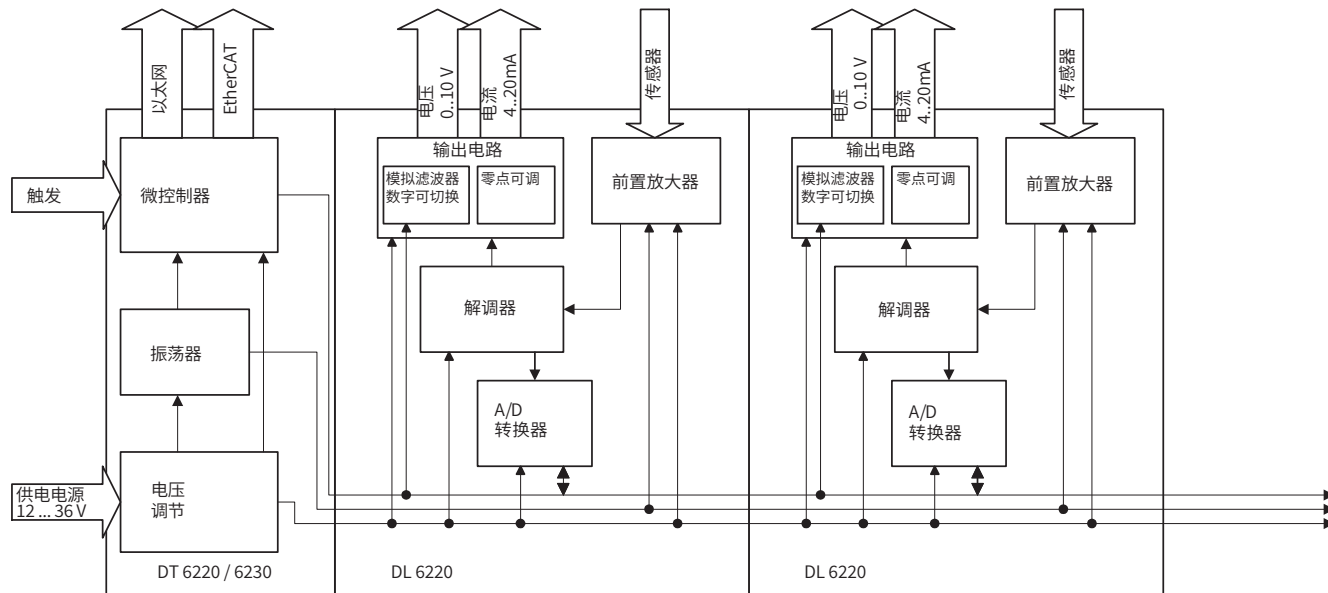 以太网
EtherCAT
电压
0..10 V
电流
4..20mA
传感器
电压
0..10 V
电流
4..20mA
传感器
触发
微控制器
输出电路
模拟滤波器
数字可切换
零点可调
前置放大器
输出电路
模拟滤波器
数字可切换
零点可调
前置放大器
振荡器
解调器
解调器
A/D
转换器
A/D
转换器
供电电源
12 ... 36 V
电压
调节
DT 6220 / 6230
DL 6220
DL 6220